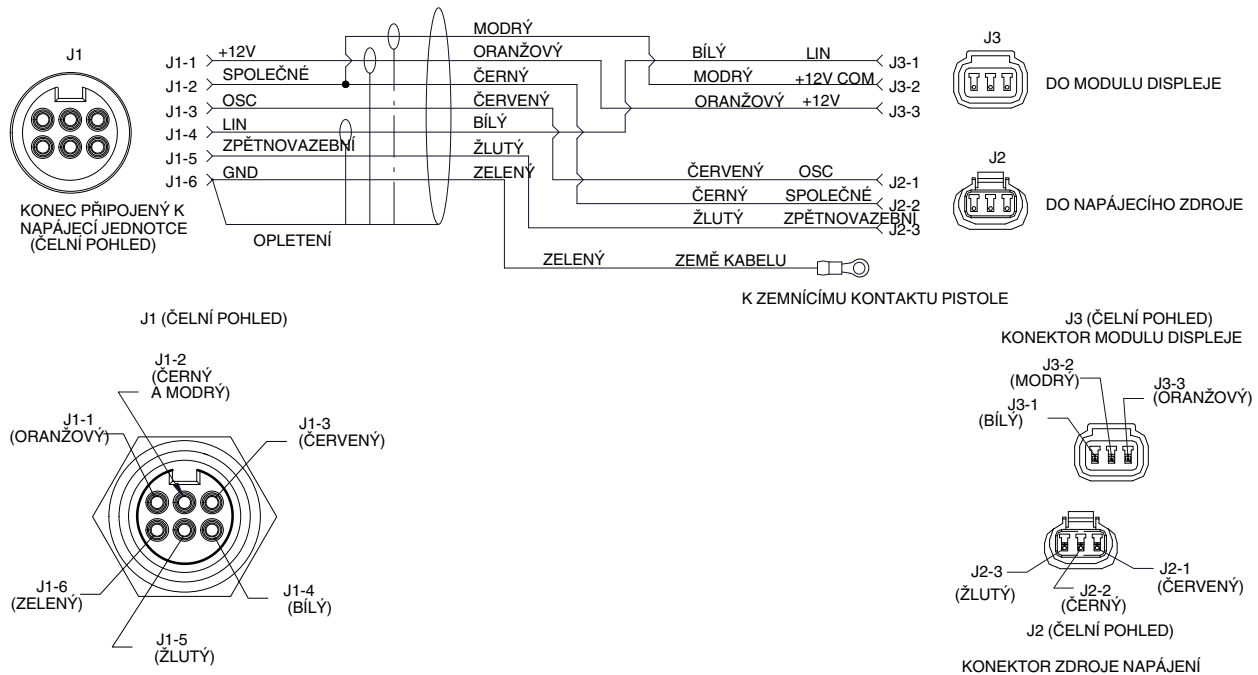 J1
J1-1
+12V
J1-2
SPOLEČNÉ
J1-3
OSC
J1-4
LIN
J1-5
ZPĚTNOVAZEBNÍ
J1-6
GND
MODRÝ
ORANŽOVÝ
ČERNÝ
ČERVENÝ
BÍLÝ
ŽLUTÝ
ZELENÝ
KONEC PŘIPOJENÝ K
NAPÁJECÍ JEDNOTCE
(ČELNÍ POHLED)
OPLETENÍ
BÍLÝ LIN J3-1
MODRÝ +12V COM J3-2
ORANŽOVÝ +12V J3-3
J3
DO MODULU DISPLEJE
ČERVENÝ OSC J2-1
ČERNÝ SPOLEČNÉ J2-2
ŽLUTÝ ZPĚTNOVAZEBNÍ J2-3
J2
DO NAPÁJECÍHO ZDROJE
ZELENÝ ZEMĚ KABELU
K ZEMNÍCÍMU KONTAKTU PISTOLE
J1 (ČELNÍ POHLED)
J1-2
(ČERNÝ
A MODRÝ)
J1-1
(ORANŽOVÝ)
J1-3
(ČERVENÝ)
J1-6
(ZELENÝ)
J1-4
(BÍLÝ)
J1-5
(ŽLUTÝ)
J3 (ČELNÍ POHLED)
KONEKTOR MODULU DISPLEJE
J3-2
(MODRÝ)
J3-3
(ORANŽOVÝ)
J3-1
(BÍLÝ)
J2-3
(ŽLUTÝ)
J2-2
(ČERNÝ)
J2-1
(ČERVENÝ)
J2 (ČELNÍ POHLED)
KONEKTOR ZDROJE NAPÁJENÍ